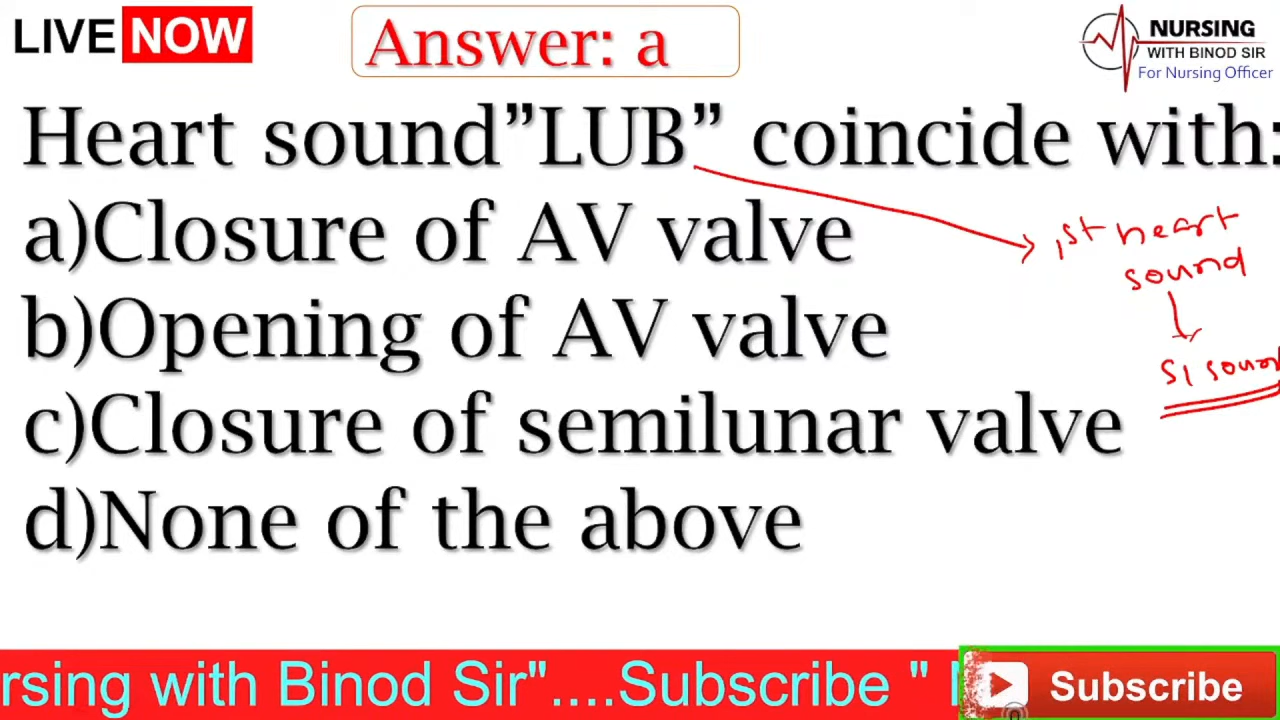 LIVE NOW
Answer: a
NURSING
WITH BINOD SIR
For Nursing Officer
Heart sound"LUB" coincide with:
a)Closure of AV valve
b)Opening of AV valve
c)Closure of semilunar valve
d)None of the above
1st heart
sound
S1 sound
rsing with Binod Sir"....Subscribe "
Subscribe